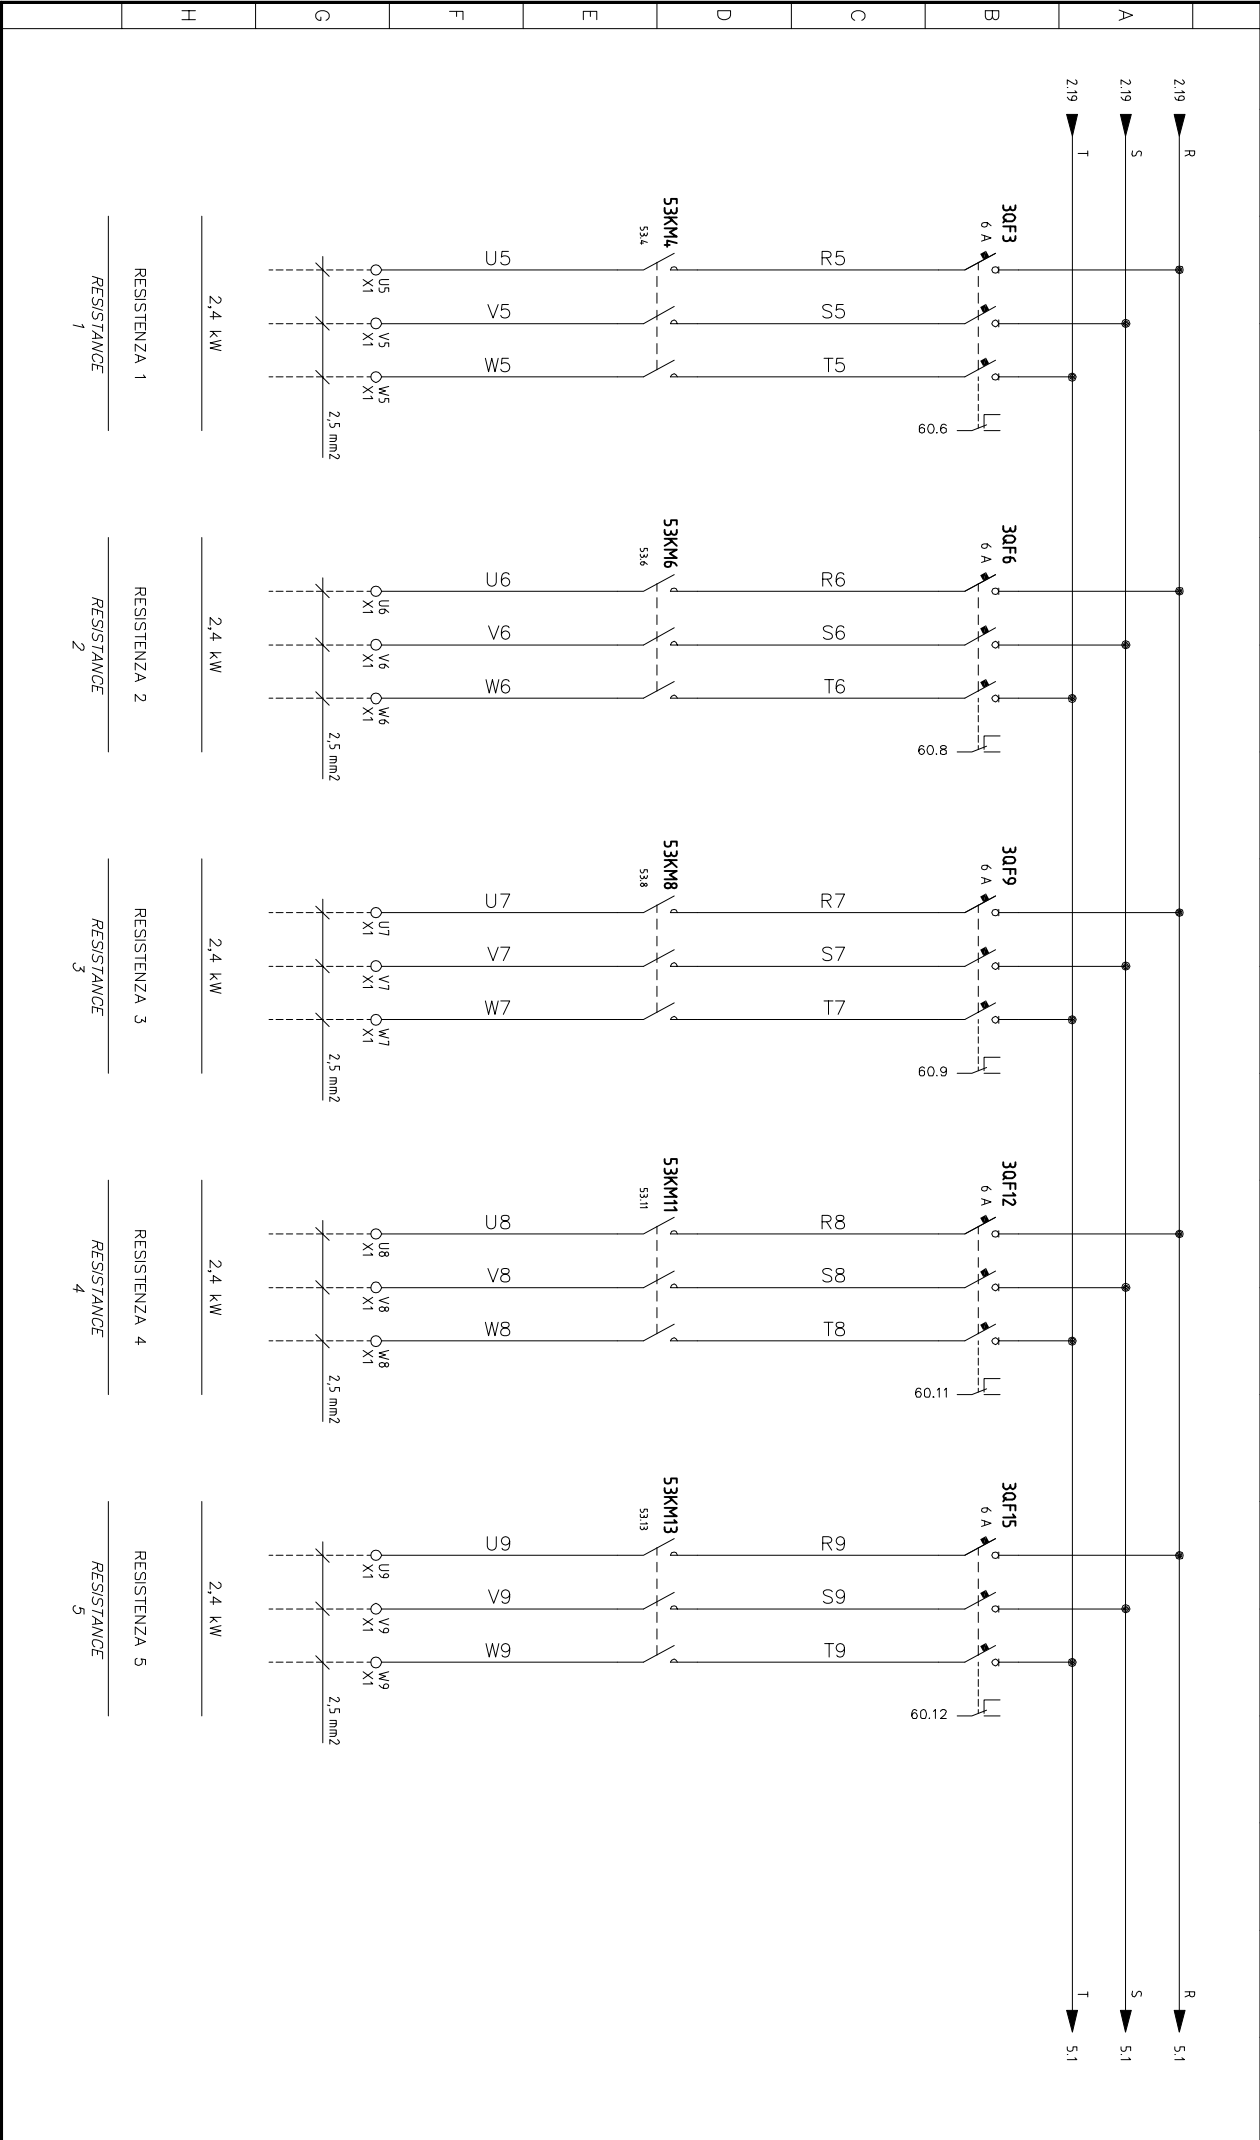 A
B
C
D
E
F
G
H
2.19 R R 5.1
2.19 S S 5.1
2.19 T T 5.1
3QF3
6 A
60.6
R5 S5 T5
53KM4
53.4
U5 V5 W5
U5 V5 W5
X1 X1 X1
2,5 mm2
2,4 kW
RESISTENZA 1
RESISTANCE
1
3QF6
6 A
60.8
R6 S6 T6
53KM6
53.6
U6 V6 W6
U6 V6 W6
X1 X1 X1
2,5 mm2
2,4 kW
RESISTENZA 2
RESISTANCE
2
3QF9
6 A
60.9
R7 S7 T7
53KM8
53.8
U7 V7 W7
U7 V7 W7
X1 X1 X1
2,5 mm2
2,4 kW
RESISTENZA 3
RESISTANCE
3
3QF12
6 A
60.11
R8 S8 T8
53KM11
53.11
U8 V8 W8
U8 V8 W8
X1 X1 X1
2,5 mm2
2,4 kW
RESISTENZA 4
RESISTANCE
4
3QF15
6 A
60.12
R9 S9 T9
53KM13
53.13
U9 V9 W9
U9 V9 W9
X1 X1 X1
2,5 mm2
2,4 kW
RESISTENZA 5
RESISTANCE
5